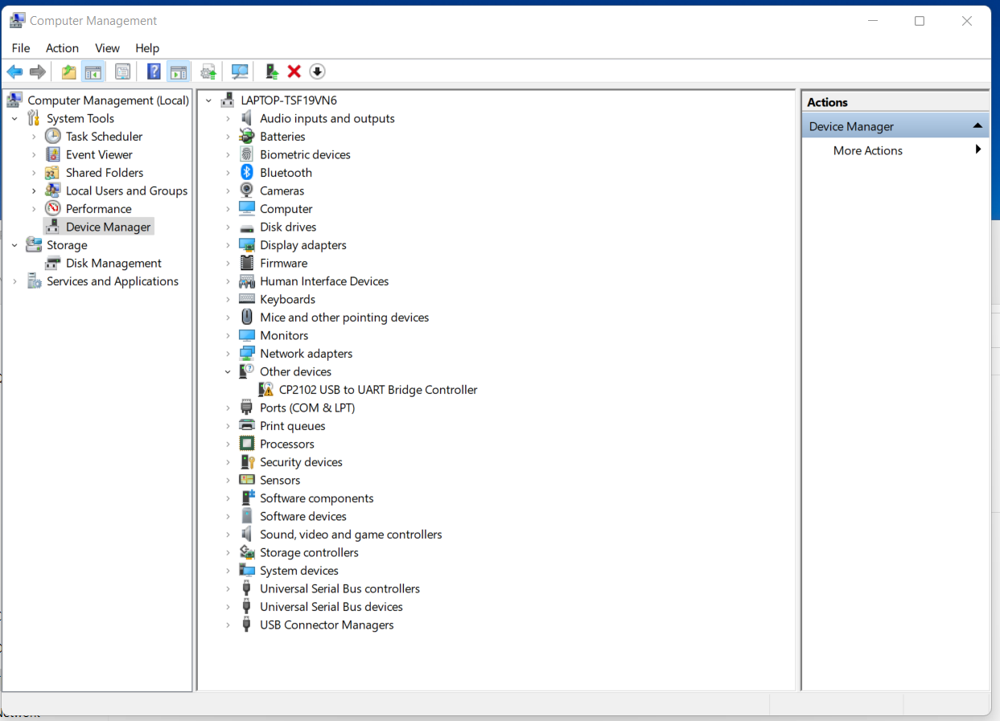 Computer Management
File Action View Help
Computer Management (Local)
System Tools
Task Scheduler
Event Viewer
Shared Folders
Local Users and Groups
Performance
Device Manager
Storage
Disk Management
Services and Applications
LAPTOP-TSF19VN6
Audio inputs and outputs
Batteries
Biometric devices
Bluetooth
Cameras
Computer
Disk drives
Display adapters
Firmware
Human Interface Devices
Keyboards
Mice and other pointing devices
Monitors
Network adapters
Other devices
CP2102 USB to UART Bridge Controller
Ports (COM & LPT)
Print queues
Processors
Security devices
Sensors
Software components
Software devices
Sound, video and game controllers
Storage controllers
System devices
Universal Serial Bus controllers
Universal Serial Bus devices
USB Connector Managers
Actions
Device Manager
More Actions